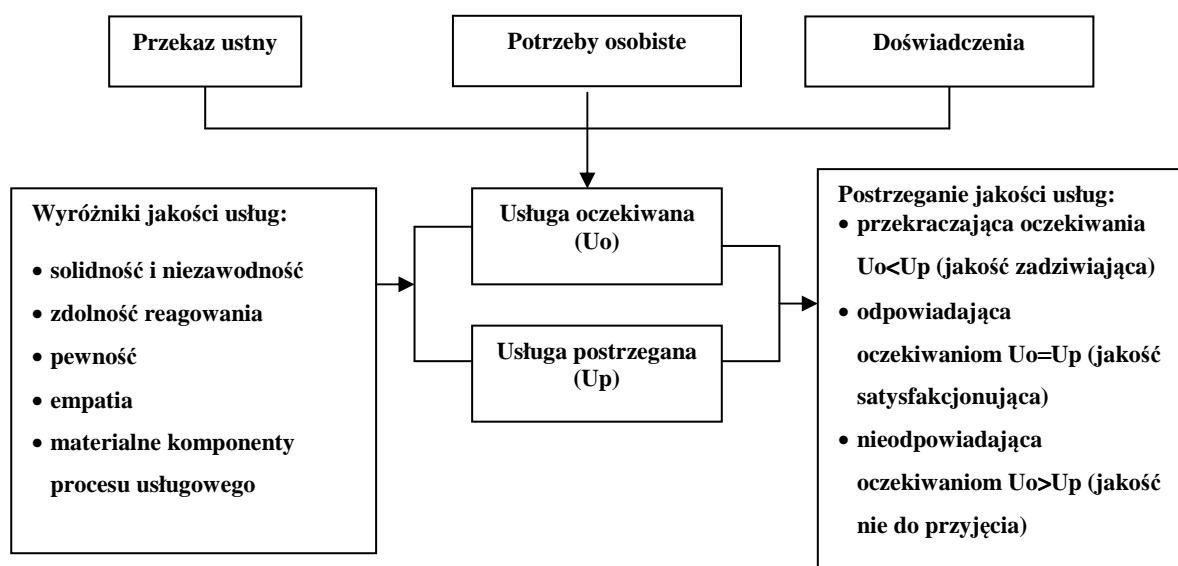 Przekaz ustny
Potrzeby osobiste
Doświadczenia
Wyróżniki jakości usług:
• solidność i niezawodność
• zdolność reagowania
• pewność
• empatia
• materialne komponenty
procesu usługowego
Usługa oczekiwana
(Uo)
Usługa postrzegana
(Up)
Postrzeganie jakości usług:
• przekraczająca oczekiwania
Uo<Up (jakość zadziwiająca)
• odpowiadająca
oczekiwaniom Uo=Up (jakość
satysfakcjonująca)
• nieodpowiadająca
oczekiwaniom Uo>Up (jakość
nie do przyjęcia)